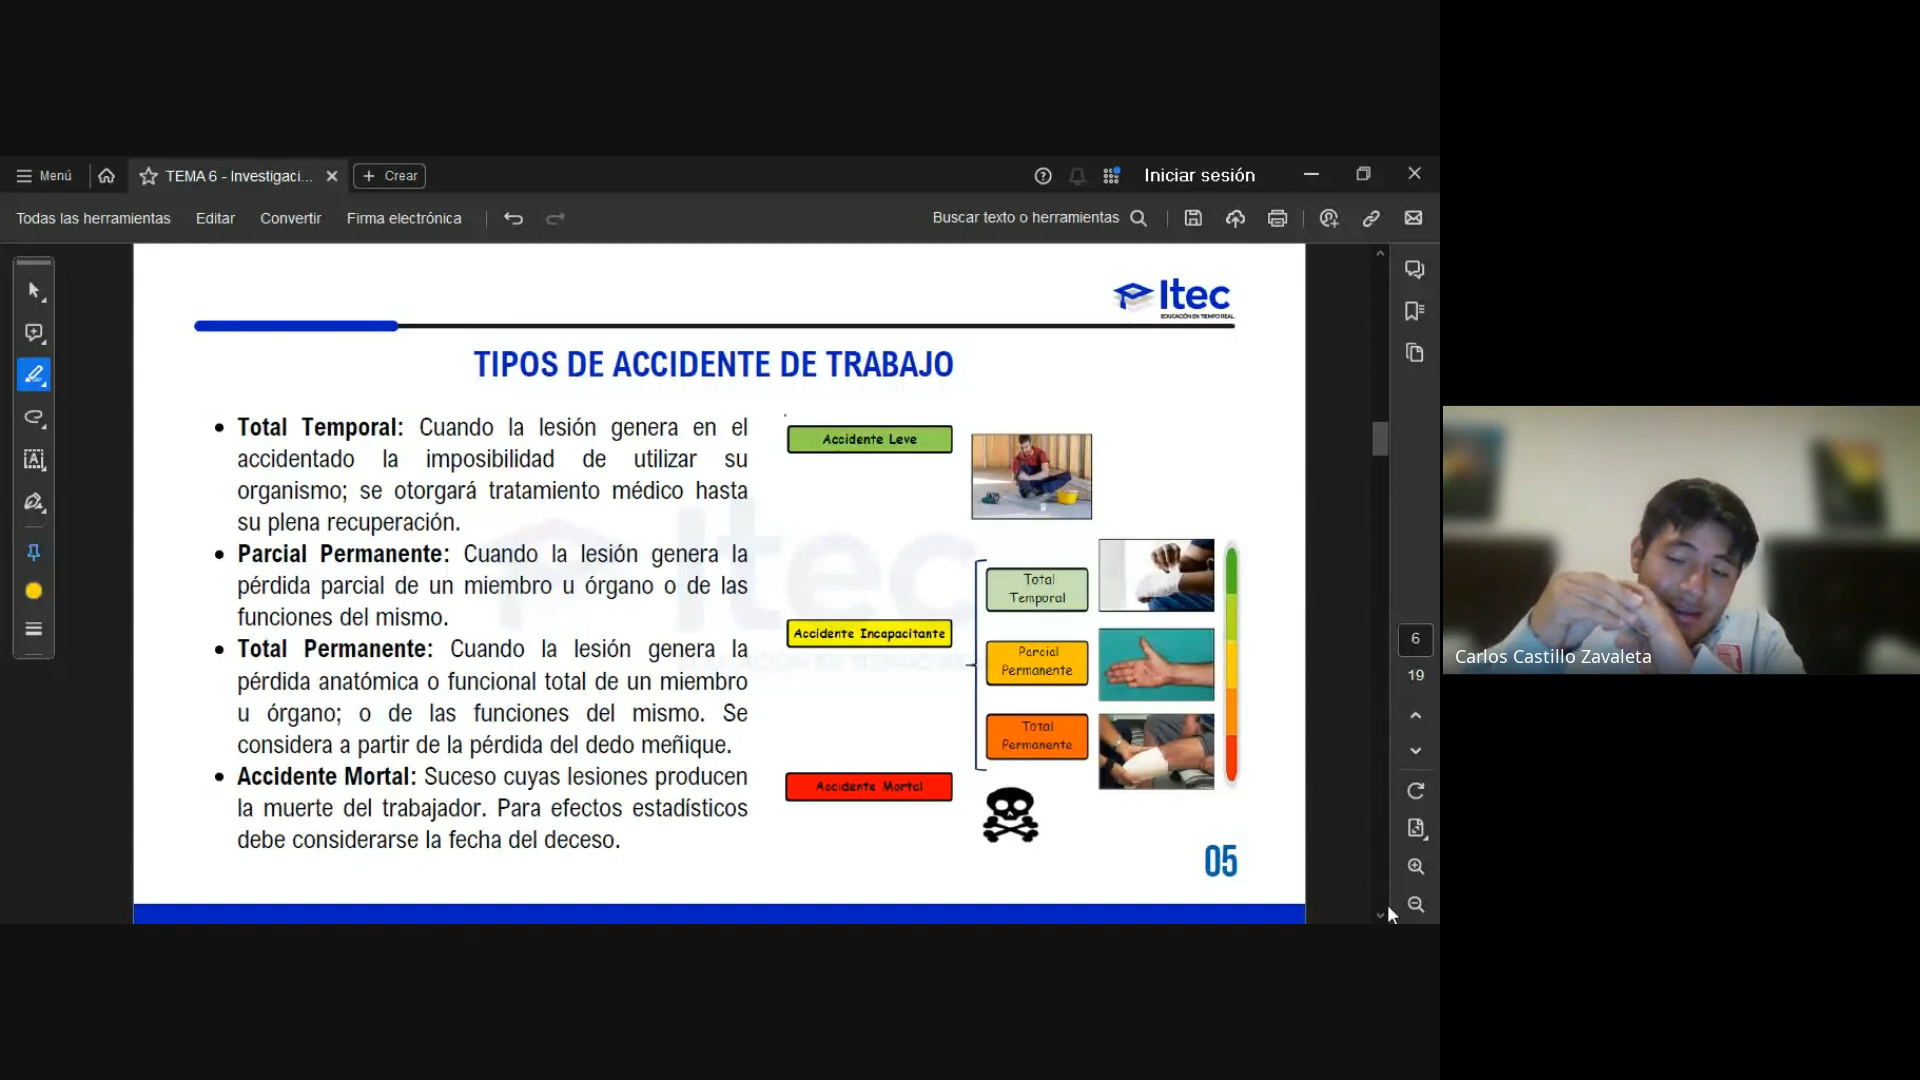 Menú
TEMA 6 - Investigaci...
Crear
Iniciar sesión
Todas las herramientas
Editar
Convertir
Firma electrónica
Buscar texto o herramientas
Itec
EDUCACIÓN EN TIEMPO REAL
TIPOS DE ACCIDENTE DE TRABAJO
• Total Temporal: Cuando la lesión genera en el
accidentado la imposibilidad de utilizar su
organismo; se otorgará tratamiento médico hasta
su plena recuperación.
• Parcial Permanente: Cuando la lesión genera la
pérdida parcial de un miembro u órgano o de las
funciones del mismo.
• Total Permanente: Cuando la lesión genera la
pérdida anatómica o funcional total de un miembro
u órgano; o de las funciones del mismo. Se
considera a partir de la pérdida del dedo meñique.
• Accidente Mortal: Suceso cuyas lesiones producen
la muerte del trabajador. Para efectos estadísticos
debe considerarse la fecha del deceso.
Accidente Leve
Accidente Incapacitante
Total
Temporal
Parcial
Permanente
Total
Permanente
Accidente Mortal
Itec
05
6
19
Carlos Castillo Zavaleta